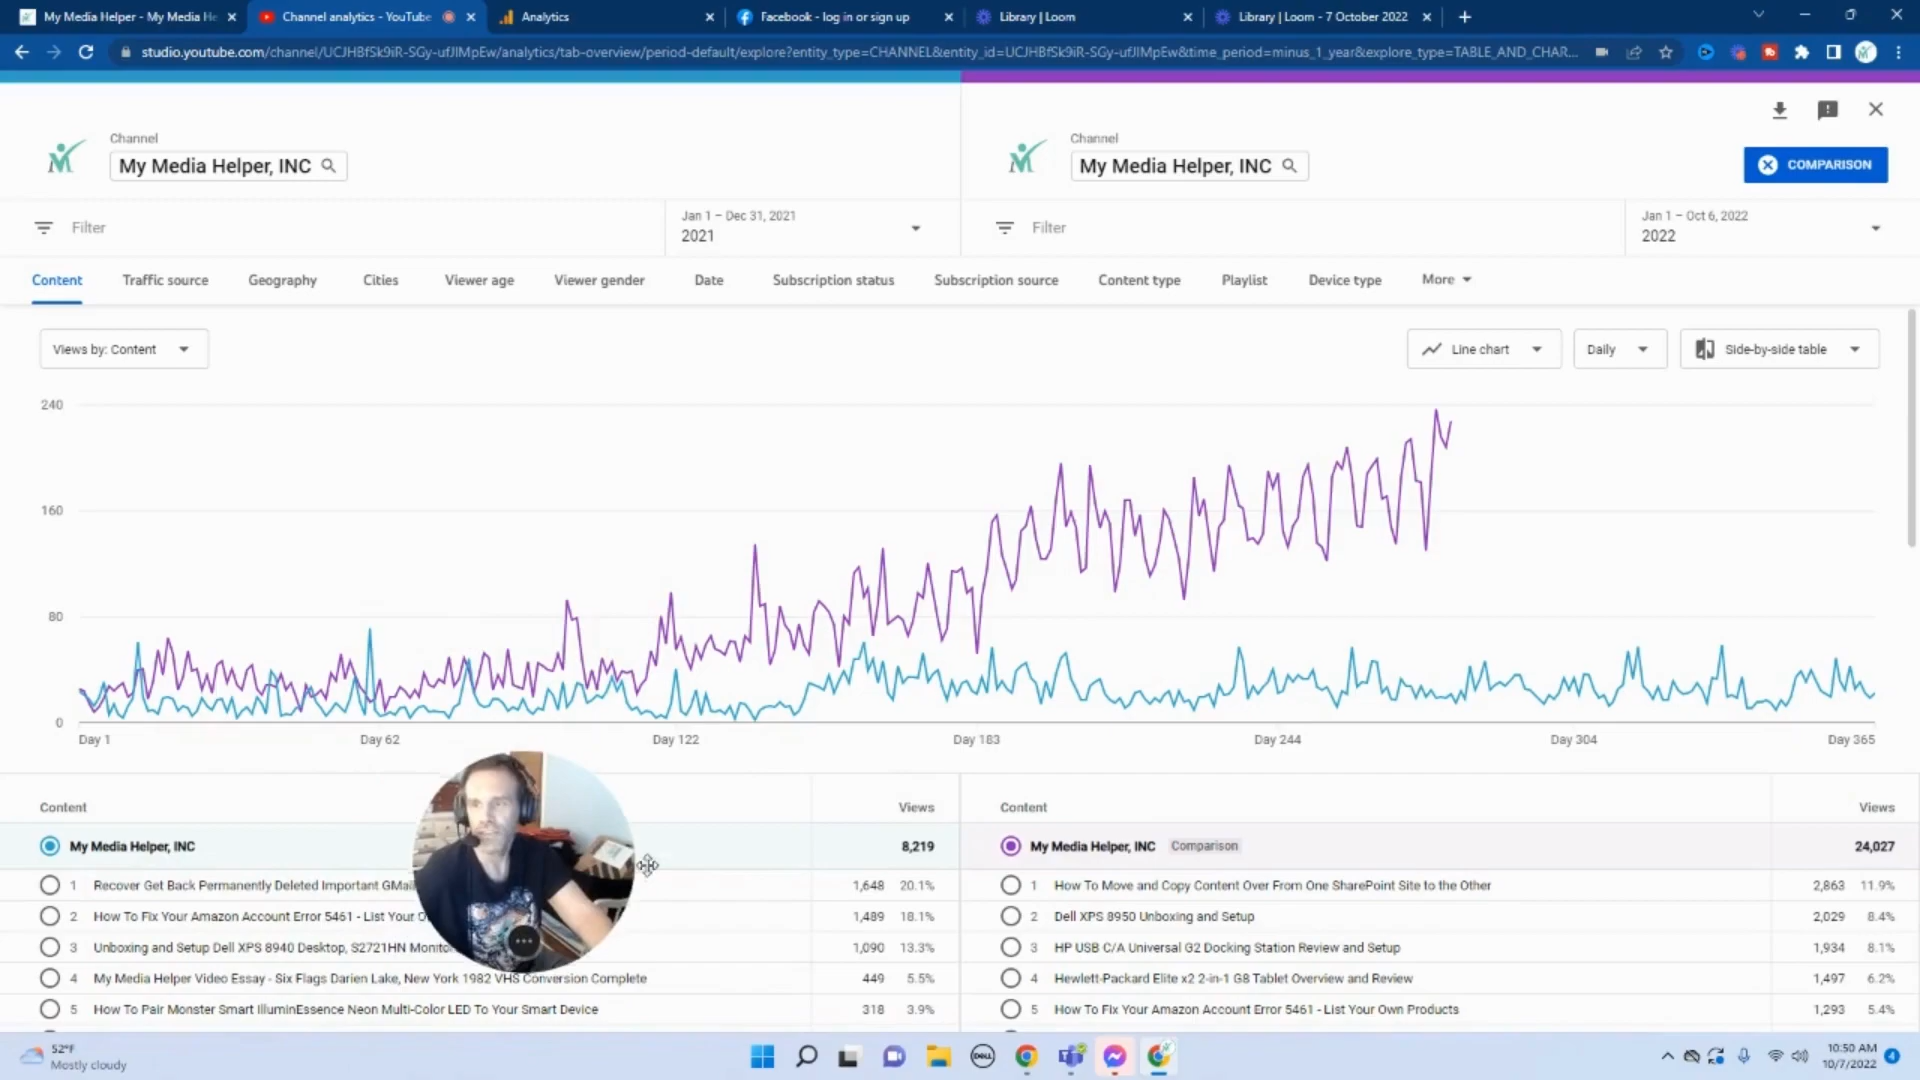 My Media Helper - My Media He
Channel analytics - YouTube
Analytics
Facebook - log in or sign up
Library | Loom
Library | Loom - 7 October 2022
studio.youtube.com/channel/UCJHBfSk9iR-SGy-ufJIMpEw/analytics/tab-overview/period-default/explore?entity_type=CHANNEL&entity_id=UCJHBfSk9iR-SGy-ufJIMpEw&time_period=minus_1_year&explore_type=TABLE_AND_CHAR...
Channel
My Media Helper, INC
Channel
My Media Helper, INC
COMPARISON
Filter
Jan 1 – Dec 31, 2021
2021
Filter
Jan 1 – Oct 6, 2022
2022
Content Traffic source Geography Cities Viewer age Viewer gender Date Subscription status Subscription source Content type Playlist Device type More
Views by: Content
Line chart
Daily
Side-by-side table
240
160
80
0
Day 1 Day 62 Day 122 Day 183 Day 244 Day 304 Day 365
Content Views
My Media Helper, INC 8,219
1 Recover Get Back Permanently Deleted Important GMail 1,648 20.1%
2 How To Fix Your Amazon Account Error 5461 - List Your O 1,489 18.1%
3 Unboxing and Setup Dell XPS 8940 Desktop, S2721HN Monito 1,090 13.3%
4 My Media Helper Video Essay - Six Flags Darien Lake, New York 1982 VHS Conversion Complete 449 5.5%
5 How To Pair Monster Smart IlluminEssence Neon Multi-Color LED To Your Smart Device 318 3.9%
Content Views
My Media Helper, INC Comparison 24,027
1 How To Move and Copy Content Over From One SharePoint Site to the Other 2,863 11.9%
2 Dell XPS 8950 Unboxing and Setup 2,029 8.4%
3 HP USB C/A Universal G2 Docking Station Review and Setup 1,934 8.1%
4 Hewlett-Packard Elite x2 2-in-1 G8 Tablet Overview and Review 1,497 6.2%
5 How To Fix Your Amazon Account Error 5461 - List Your Own Products 1,293 5.4%
52°F
Mostly cloudy
DELL
10:50 AM
10/7/2022
4